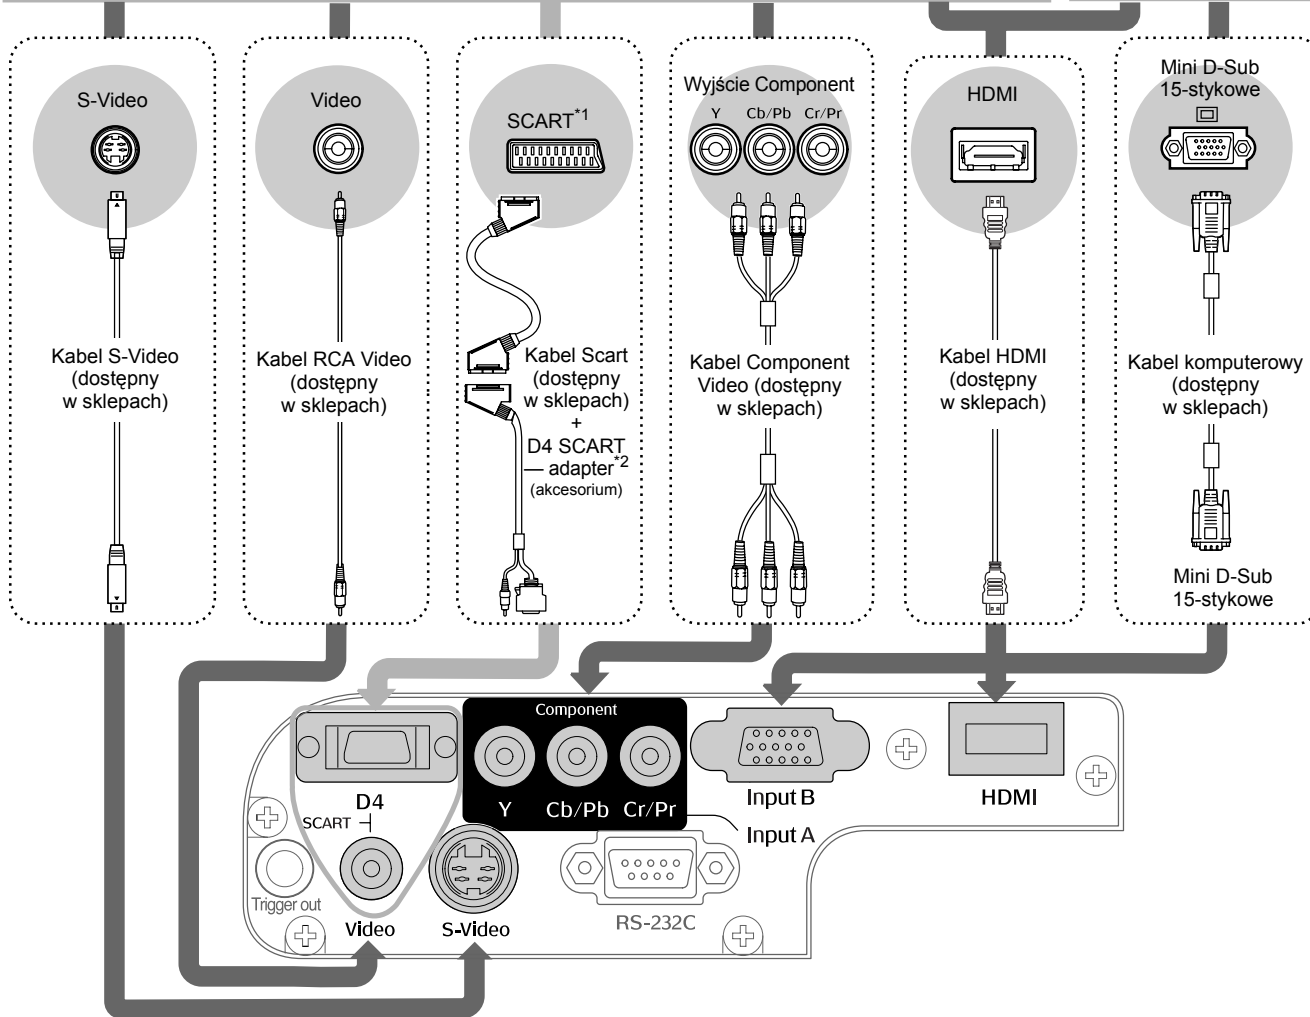 S-Video
Video
SCART*1
Wyjście Component
Y Cb/Pb Cr/Pr
HDMI
Mini D-Sub
15-stykowe
Kabel S-Video
(dostępny
w sklepach)
Kabel RCA Video
(dostępny
w sklepach)
Kabel Scart
(dostępny
w sklepach)
+
D4 SCART
adapter*2
(akcesorium)
Kabel Component
Video (dostępny
w sklepach)
Kabel HDMI
(dostępny
w sklepach)
Kabel komputerowy
(dostępny
w sklepach)
Mini D-Sub
15-stykowe
Component
Y Cb/Pb Cr/Pr
Input A
Input B
HDMI
D4
SCART
Trigger out
Video
S-Video
RS-232C